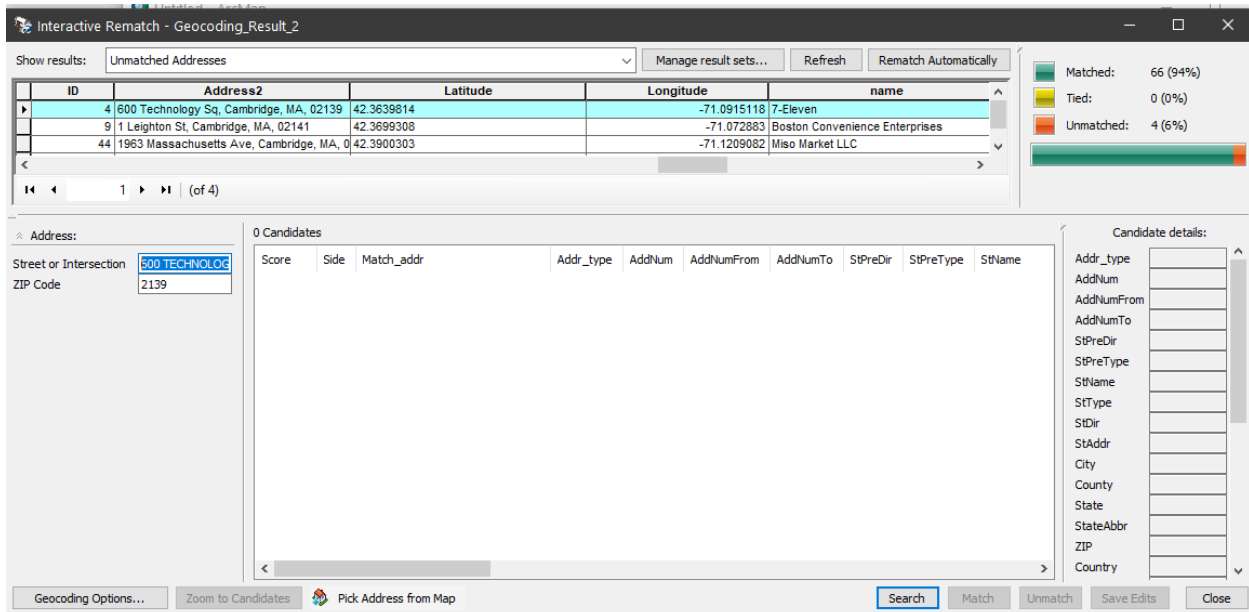 Interactive Rematch - Geocoding_Result_2
Show results: Unmatched Addresses Manage result sets... Refresh Rematch Automatically
ID Address2 Latitude Longitude name
4 600 Technology Sq, Cambridge, MA, 02139 42.3639814 -71.0915118 7-Eleven
9 1 Leighton St, Cambridge, MA, 02141 42.3699308 -71.072883 Boston Convenience Enterprises
44 1963 Massachusetts Ave, Cambridge, MA, 0 42.3900303 -71.1209082 Miso Market LLC
1 (of 4)
Matched: 66 (94%)
Tied: 0 (0%)
Unmatched: 4 (6%)
Address:
Street or Intersection 500 TECHNOLOG
ZIP Code 2139
0 Candidates
Score Side Match_addr Addr_type AddNum AddNumFrom AddNumTo StPreDir StPreType StName
Candidate details:
Addr_type
AddNum
AddNumFrom
AddNumTo
StPreDir
StPreType
StName
StType
StDir
StAddr
City
County
State
StateAbbr
ZIP
Country
Geocoding Options... Zoom to Candidates Pick Address from Map Search Match Unmatch Save Edits Close